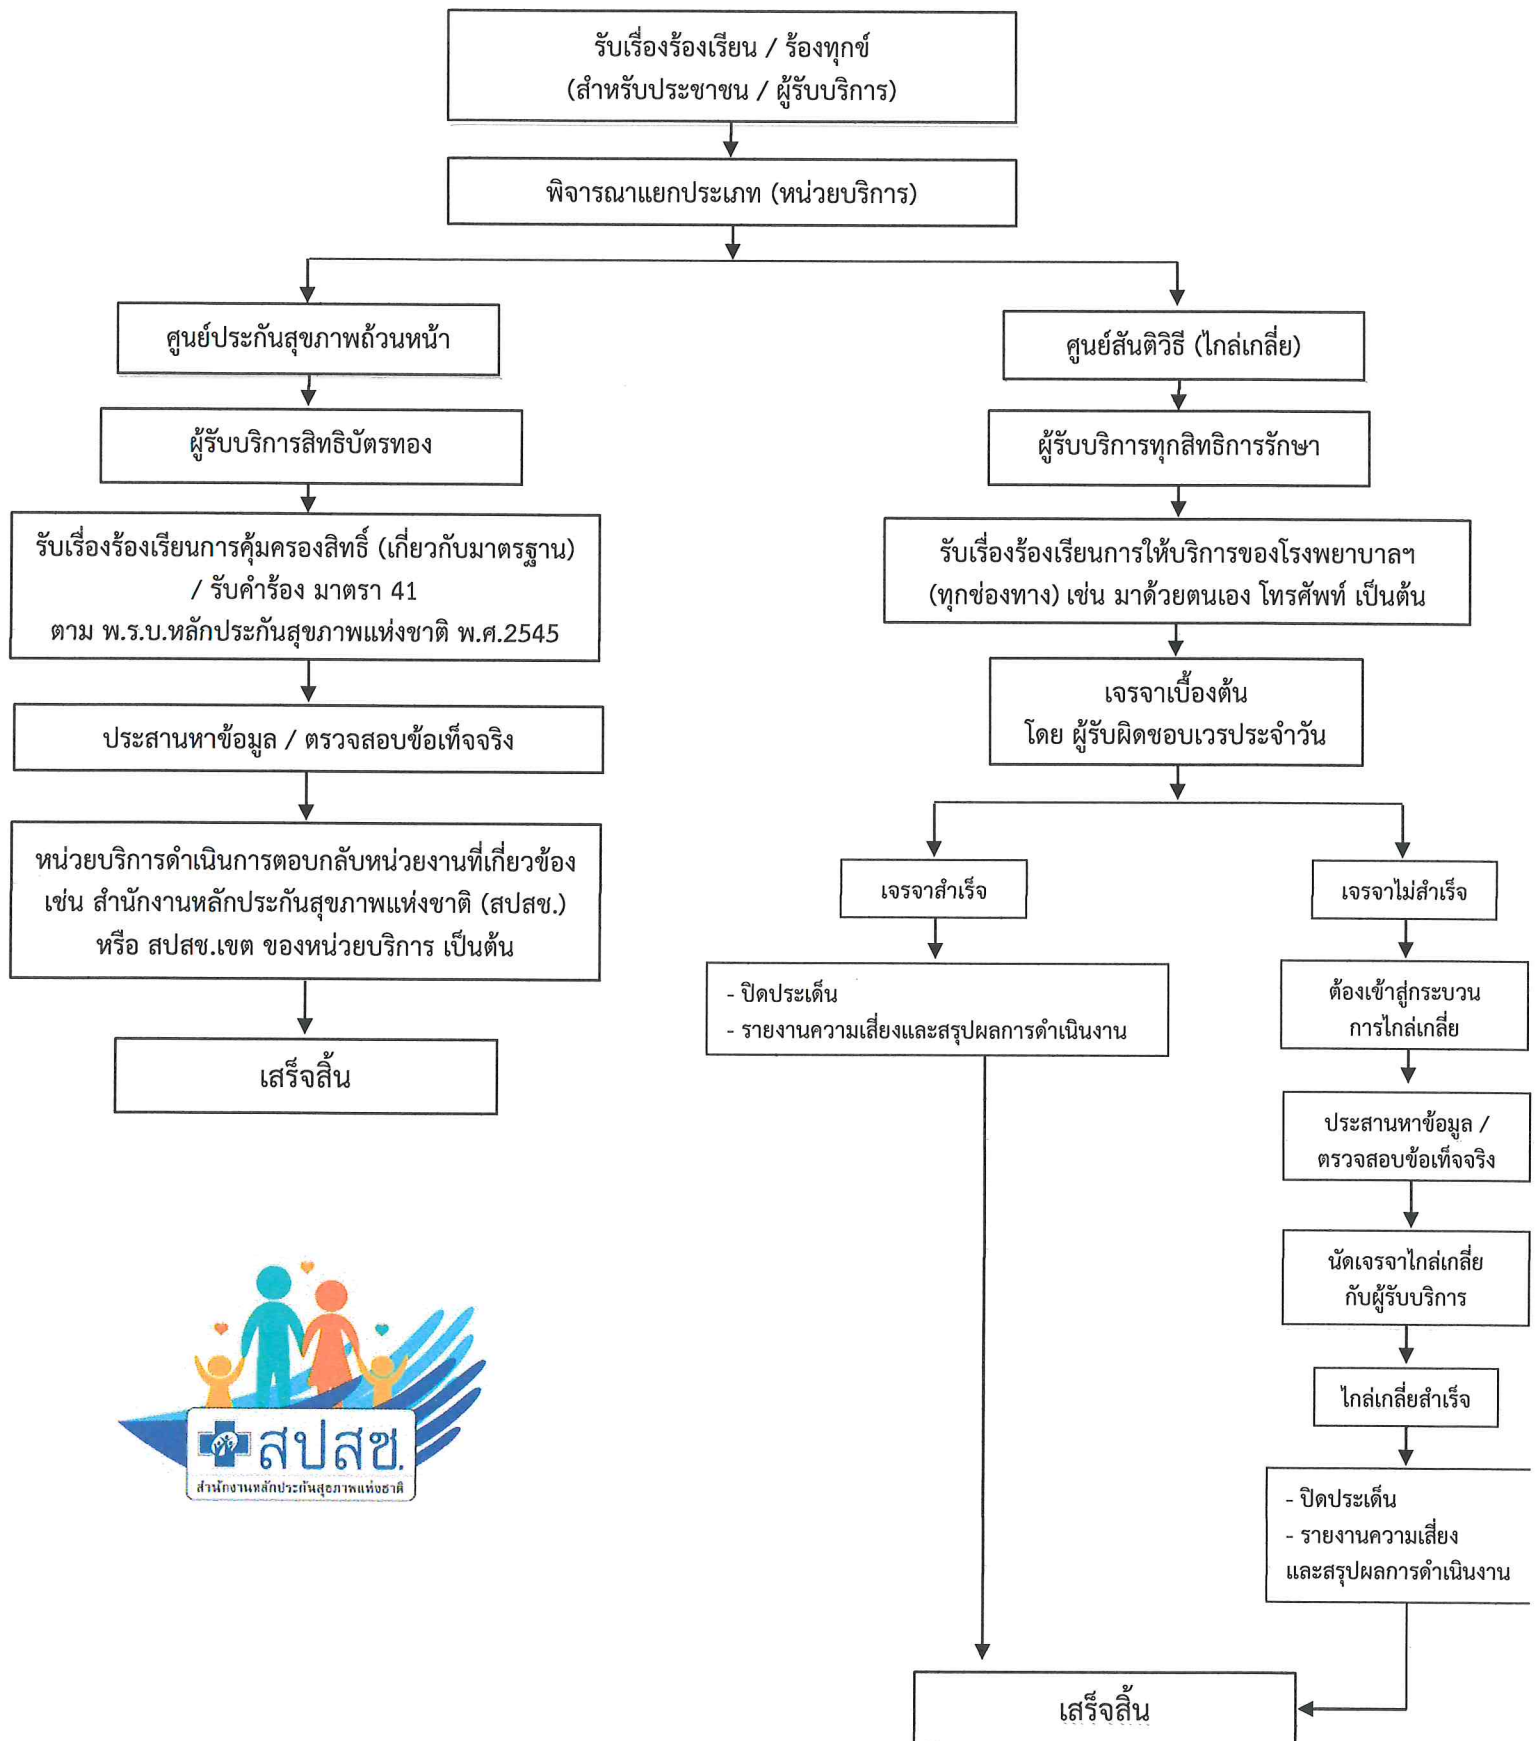 รับเรื่องร้องเรียน / ร้องทุกข์
(สำหรับประชาชน / ผู้รับบริการ)
พิจารณาแยกประเภท (หน่วยบริการ)
ศูนย์ประกันสุขภาพถ้วนหน้า
ผู้รับบริการสิทธิบัตรทอง
รับเรื่องร้องเรียนการคุ้มครองสิทธิ์ (เกี่ยวกับมาตรฐาน)
/ รับคำร้อง มาตรา 41
ตาม พ.ร.บ.หลักประกันสุขภาพแห่งชาติ พ.ศ.2545
ประสานหาข้อมูล / ตรวจสอบข้อเท็จจริง
หน่วยบริการดำเนินการตอบกลับหน่วยงานที่เกี่ยวข้อง
เช่น สำนักงานหลักประกันสุขภาพแห่งชาติ (สปสช.)
หรือ สปสช.เขต ของหน่วยบริการ เป็นต้น
เสร็จสิ้น
ศูนย์สันติวิธี (ไกล่เกลี่ย)
ผู้รับบริการทุกสิทธิการรักษา
รับเรื่องร้องเรียนการให้บริการของโรงพยาบาลฯ
(ทุกช่องทาง) เช่น มาด้วยตนเอง โทรศัพท์ เป็นต้น
เจรจาเบื้องต้น
โดย ผู้รับผิดชอบเวรประจำวัน
เจรจาสำเร็จ
- ปิดประเด็น
- รายงานความเสี่ยงและสรุปผลการดำเนินงาน
เจรจาไม่สำเร็จ
ต้องเข้าสู่กระบวน
การไกล่เกลี่ย
ประสานหาข้อมูล /
ตรวจสอบข้อเท็จจริง
นัดเจรจาไกล่เกลี่ย
กับผู้รับบริการ
ไกล่เกลี่ยสำเร็จ
- ปิดประเด็น
- รายงานความเสี่ยง
และสรุปผลการดำเนินงาน
เสร็จสิ้น
สปสช.
สำนักงานหลักประกันสุขภาพแห่งชาติ